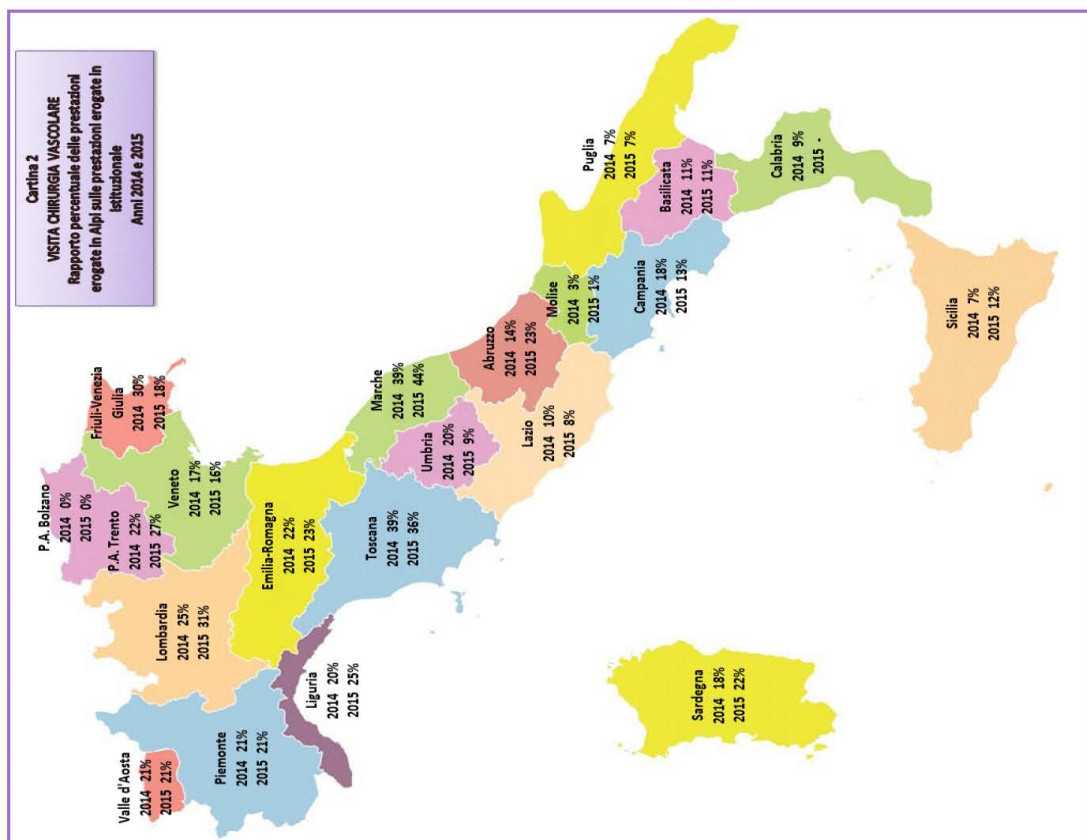 Cartina 2
VISITA CHIRURGIA VASCOLARE
Rapporto percentuale delle prestazioni
erogate in Alpi sulle prestazioni erogate in
Istituzionale
Anni 2014 e 2015
P.A. Bolzano
2014 0%
2015 0%
P.A. Trento
2014 22%
2015 27%
Friuli-Venezia
Giulia
2014 30%
2015 18%
Veneto
2014 17%
2015 16%
Lombardia
2014 25%
2015 31%
Valle d'Aosta
2014 21%
2015 21%
Piemonte
2014 21%
2015 21%
Liguria
2014 20%
2015 25%
Emilia-Romagna
2014 22%
2015 23%
Toscana
2014 39%
2015 36%
Marche
2014 39%
2015 44%
Umbria
2014 20%
2015 9%
Lazio
2014 10%
2015 8%
Abruzzo
2014 14%
2015 23%
Molise
2014 3%
2015 1%
Campania
2014 18%
2015 13%
Puglia
2014 7%
2015 7%
Basilicata
2014 11%
2015 11%
Calabria
2014 9%
2015 -
Sicilia
2014 7%
2015 12%
Sardegna
2014 18%
2015 22%